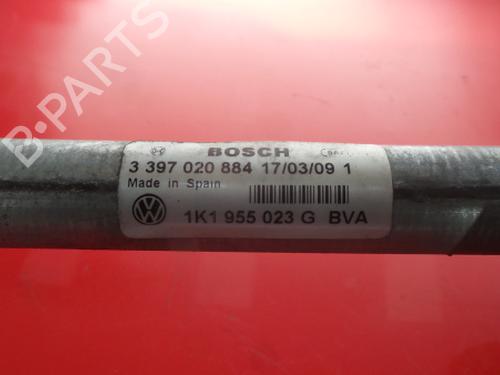 BOSCH
3 397 020 884 17/03/09 1
Made in Spain
1K1 955 023 G BVA
B-PARTS